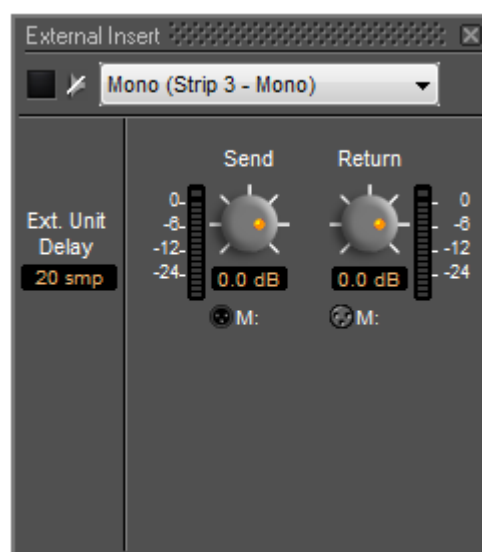 External Insert
Mono (Strip 3 - Mono)
Ext. Unit
Delay
20 smp
Send
0
-6
-12
-24
0.0 dB
M:
Return
0
-6
-12
-24
0.0 dB
M: